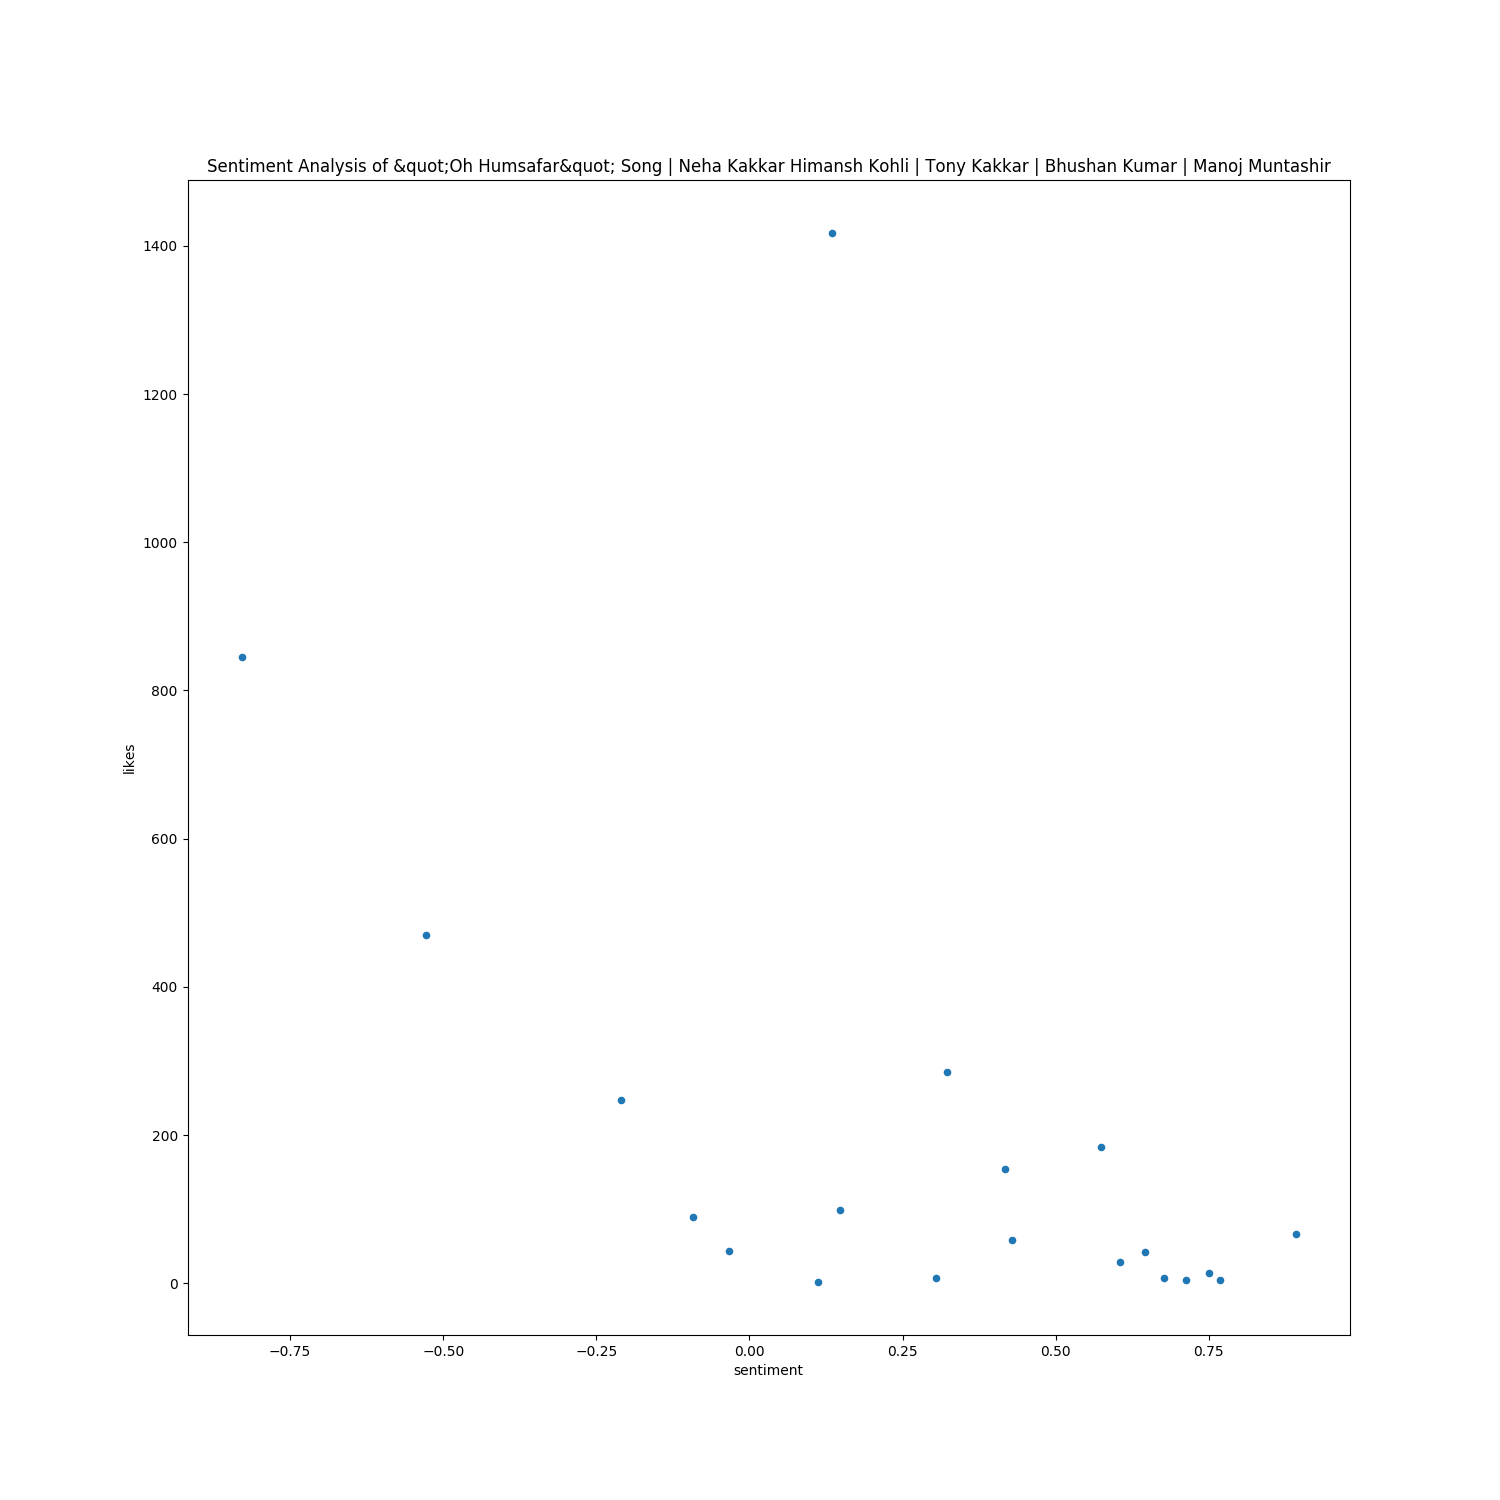 Sentiment Analysis of &quot;Oh Humsafar&quot; Song | Neha Kakkar Himansh Kohli | Tony Kakkar | Bhushan Kumar | Manoj Muntashir
1400
1200
1000
800
600
400
200
0
likes
−0.75 −0.50 −0.25 0.00 0.25 0.50 0.75
sentiment